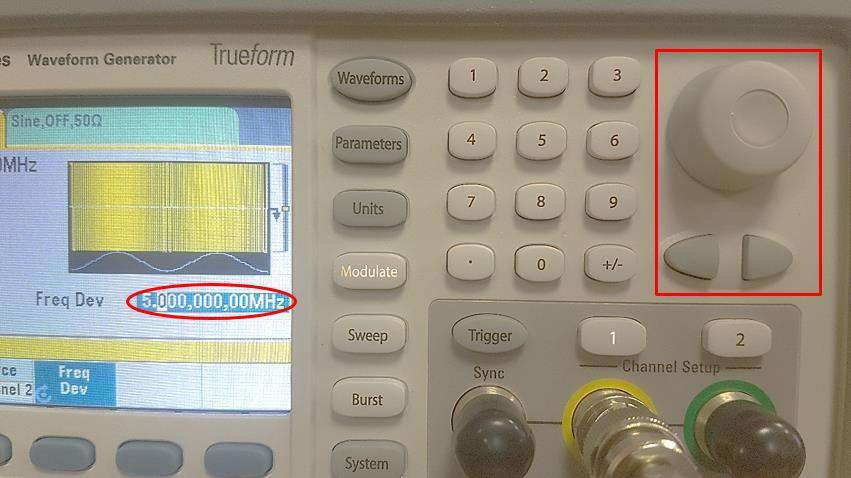 es Waveform Generator Trueform
Sine,OFF,50Ω
0MHz
Freq Dev 5.000,000,00MHz
ce
nel 2
Freq
Dev
Waveforms
Parameters
Units
Modulate
Sweep
Burst
System
1 2 3
4 5 6
7 8 9
. 0 +/-
Trigger 1 2
Channel Setup
Sync